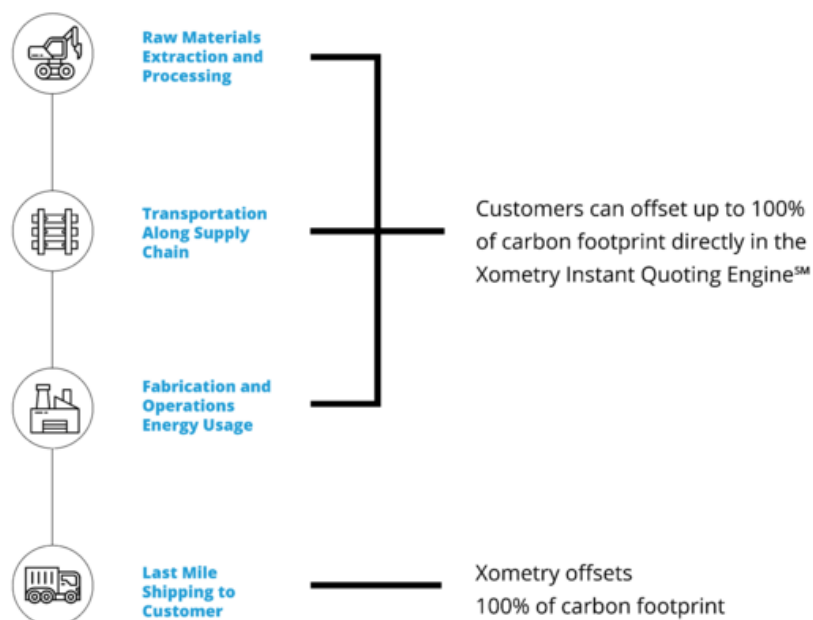 Raw Materials
Extraction and
Processing
Transportation
Along Supply
Chain
Customers can offset up to 100%
of carbon footprint directly in the
Xometry Instant Quoting Engine℠
Fabrication and
Operations
Energy Usage
Last Mile
Shipping to
Customer
Xometry offsets
100% of carbon footprint